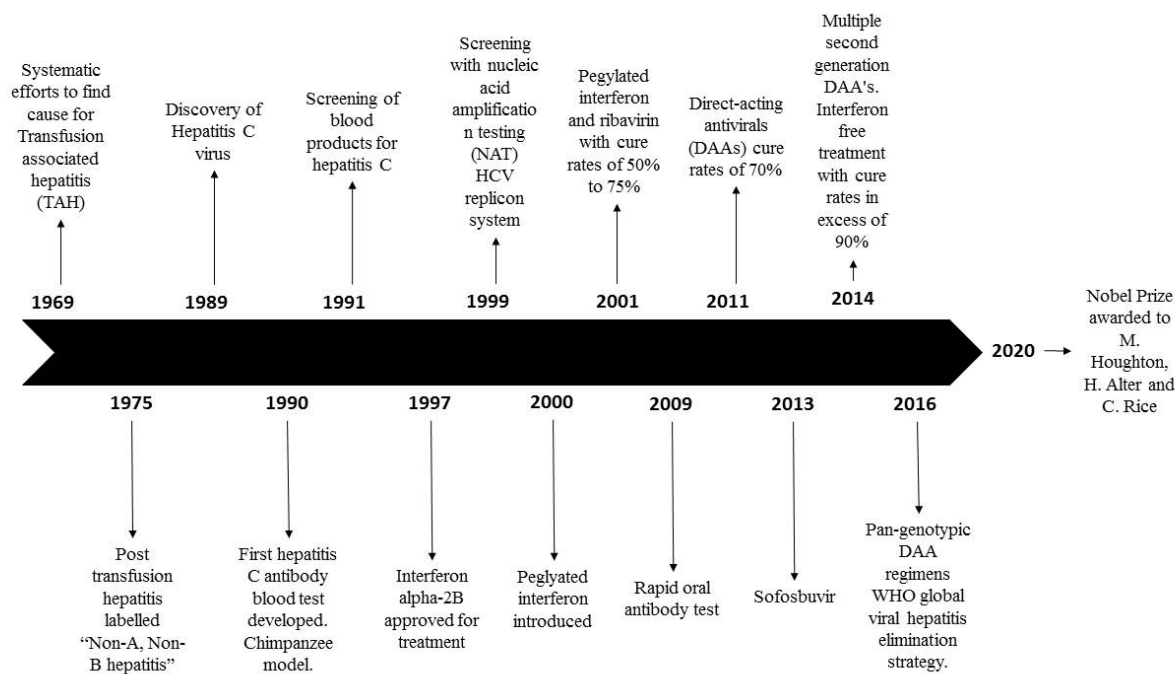 Systematic
efforts to find
cause for
Transfusion
associated
hepatitis
(TAH)
1969
Discovery of
Hepatitis C
virus
1989
Screening of
blood
products for
hepatitis C
1991
Screening
with nucleic
acid
amplificatio
n testing
(NAT)
HCV
replicon
system
1999
Pegylated
interferon
and ribavirin
with cure
rates of 50%
to 75%
2001
Direct-acting
antivirals
(DAAs) cure
rates of 70%
2011
Multiple
second
generation
DAA's.
Interferon
free
treatment
with cure
rates in
excess of
90%
2014
2020
Nobel Prize
awarded to
M.
Houghton,
H. Alter and
C. Rice
1975
Post
transfusion
hepatitis
labelled
“Non-A, Non-
B hepatitis”
1990
First hepatitis
C antibody
blood test
developed.
Chimpanzee
model.
1997
Interferon
alpha-2B
approved for
treatment
2000
Peglyated
interferon
introduced
2009
Rapid oral
antibody test
2013
Sofosbuvir
2016
Pan-genotypic
DAA
regimens
WHO global
viral hepatitis
elimination
strategy.